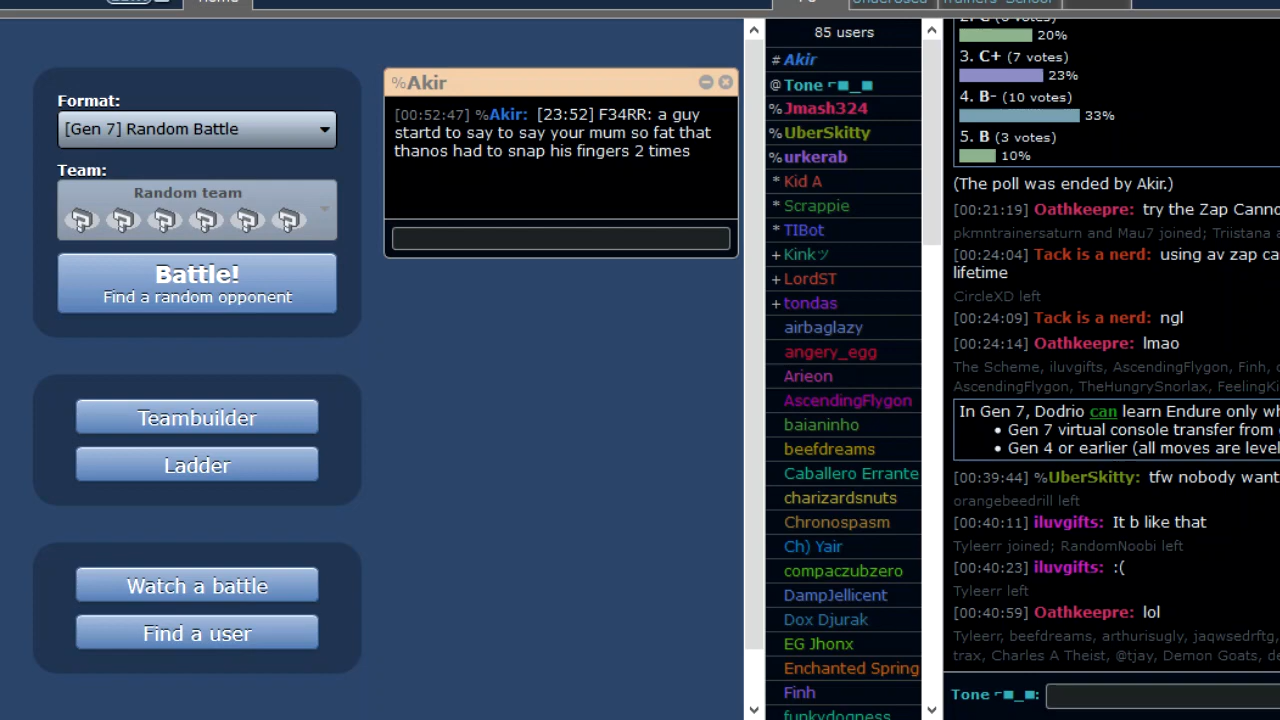 Home
Format:
[Gen 7] Random Battle
Team:
Random team
Battle!
Find a random opponent
Teambuilder
Ladder
Watch a battle
Find a user
%Akir
[00:52:47] %Akir: [23:52] F34RR: a guy
startd to say to say your mum so fat that
thanos had to snap his fingers 2 times
85 users
# Akir
@ Tone ⌐■_■
% Jmash324
% UberSkitty
% urkerab
* Kid A
* Scrappie
* TIBot
+ Kinkツ
+ LordST
+ tondas
airbaglazy
angery_egg
Arieon
AscendingFlygon
baianinho
beefdreams
Caballero Errante
charizardsnuts
Chronospasm
Ch) Yair
compaczubzero
DampJellicent
Dox Djurak
EG Jhonx
Enchanted Spring
Finh
funkydogness
20%
3. C+ (7 votes)
23%
4. B- (10 votes)
33%
5. B (3 votes)
10%
(The poll was ended by Akir.)
[00:21:19] Oathkeepre: try the Zap Canno
pkmntrainersaturn and Mau7 joined; Triistana a
[00:24:04] Tack is a nerd: using av zap ca
lifetime
CircleXD left
[00:24:09] Tack is a nerd: ngl
[00:24:14] Oathkeepre: lmao
The Scheme, iluvgifts, AscendingFlygon, Finh,
AscendingFlygon, TheHungrySnorlax, FeelingKi
In Gen 7, Dodrio can learn Endure only wh
• Gen 7 virtual console transfer from
• Gen 4 or earlier (all moves are level
[00:39:44] %UberSkitty: tfw nobody want
orangebeedrill left
[00:40:11] iluvgifts: It b like that
Tyleerr joined; RandomNoobi left
[00:40:23] iluvgifts: :(
Tyleerr left
[00:40:59] Oathkeepre: lol
Tyleerr, beefdreams, arthurisugly, jaqwsedrftg,
trax, Charles A Theist, @tjay, Demon Goats, de
Tone ⌐■_■: